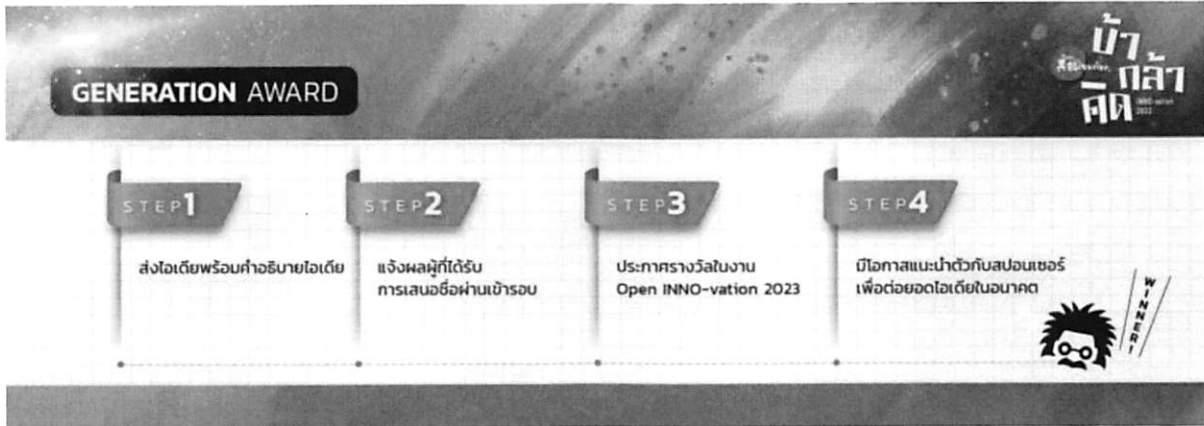 GENERATION AWARD
บ้า
กล้า
คิด
INNO-vation
STEP1
ส่งไอเดียพร้อมคำอธิบายไอเดีย
STEP2
แจ้งผลผู้ที่ได้รับ
การเสนอชื่อผ่านเข้ารอบ
STEP3
ประกาศรางวัลในงาน
Open INNO-vation 2023
STEP4
มีโอกาสแนะนำตัวกับสปอนเซอร์
เพื่อต่อยอดไอเดียในอนาคต
WINNER!